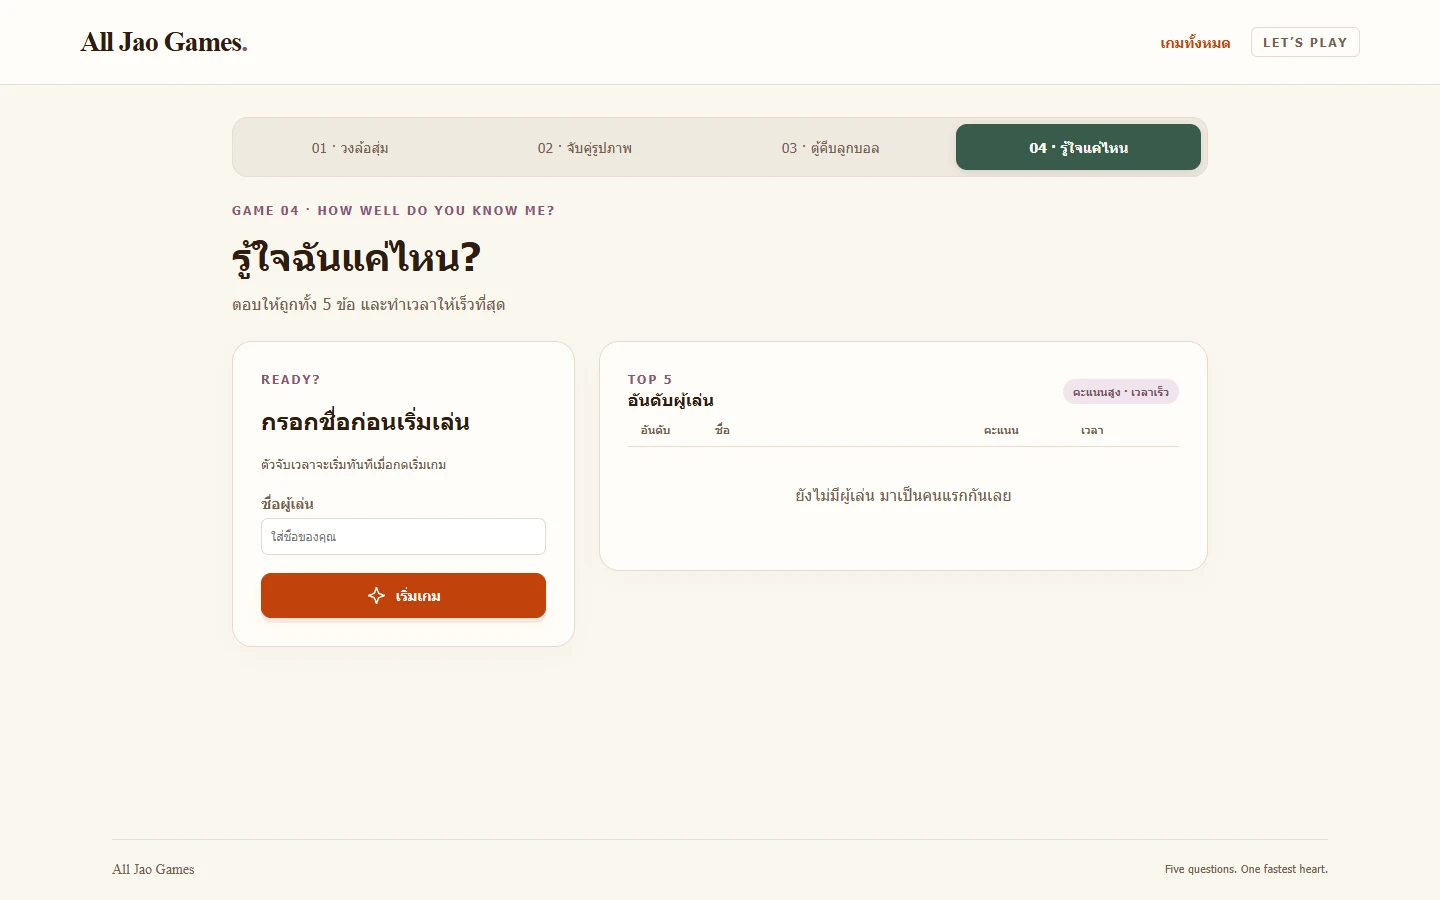 All Jao Games.
เกมทั้งหมด
LET'S PLAY
01 · วงล้อสุ่ม
02 · จับคู่รูปภาพ
03 · ตู้คีบลูกบอล
04 · รู้ใจแค่ไหน
GAME 04 · HOW WELL DO YOU KNOW ME?
รู้ใจฉันแค่ไหน?
ตอบให้ถูกทั้ง 5 ข้อ และทำเวลาให้เร็วที่สุด
READY?
กรอกชื่อก่อนเริ่มเล่น
ตัวจับเวลาจะเริ่มทันทีเมื่อกดเริ่มเกม
ชื่อผู้เล่น
ใส่ชื่อของคุณ
เริ่มเกม
TOP 5
อันดับผู้เล่น
คะแนนสูง · เวลาเร็ว
อันดับ ชื่อ คะแนน เวลา
ยังไม่มีผู้เล่น มาเป็นคนแรกกันเลย
All Jao Games
Five questions. One fastest heart.